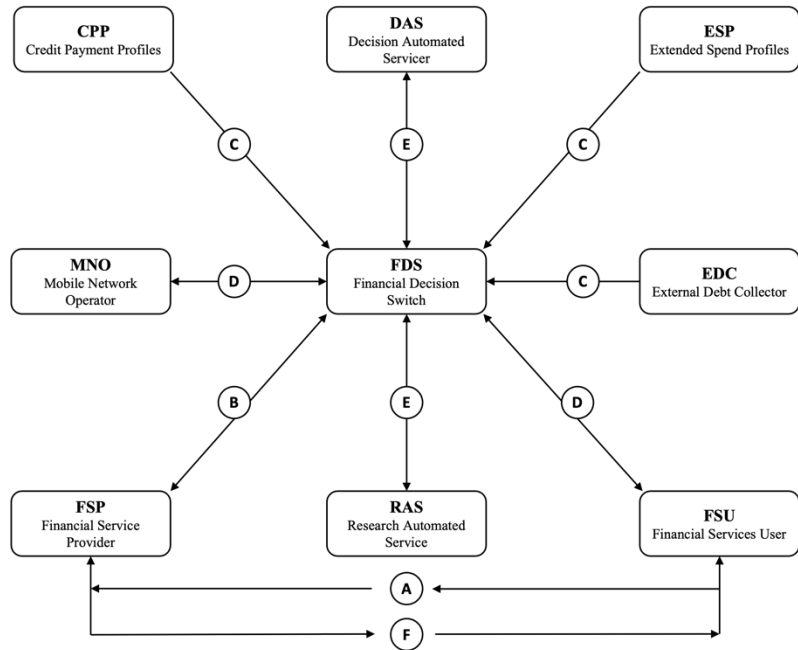 CPP
Credit Payment Profiles
DAS
Decision Automated
Servicer
ESP
Extended Spend Profiles
C
E
C
MNO
Mobile Network
Operator
D
FDS
Financial Decision
Switch
C
EDC
External Debt Collector
B
E
D
FSP
Financial Service
Provider
RAS
Research Automated
Service
FSU
Financial Services User
A
F